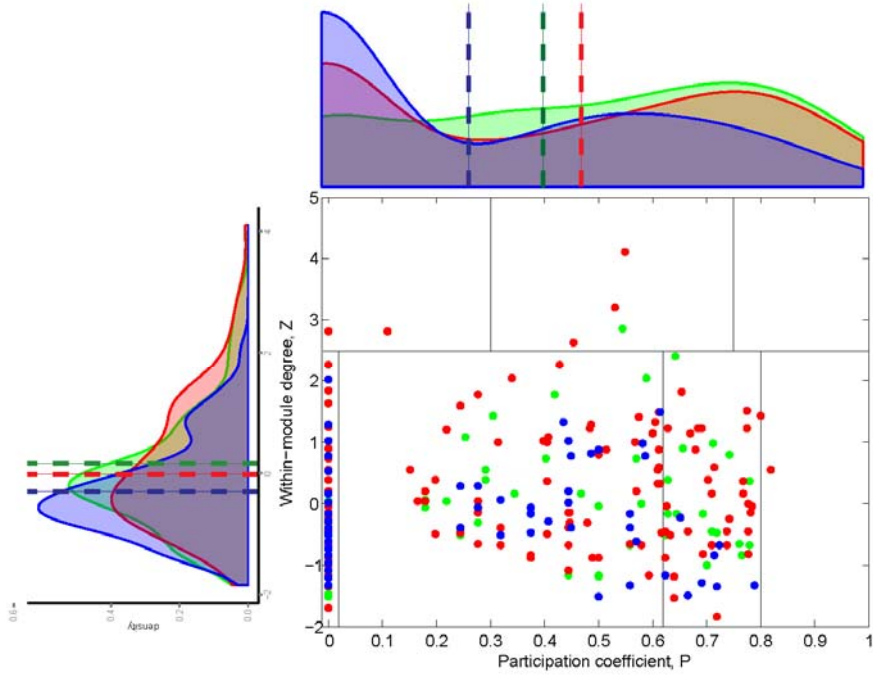 5
4
3
2
1
0
−1
−2
Within-module degree, Z
0 0.1 0.2 0.3 0.4 0.5 0.6 0.7 0.8 0.9 1
Participation coefficient, P
0.6 0.4 0.2 0.0
density